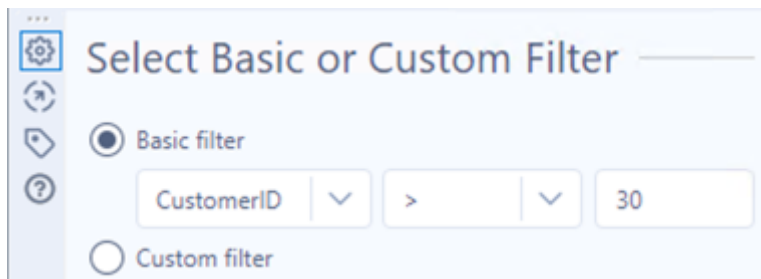 Select Basic or Custom Filter
Basic filter
CustomerID > 30
Custom filter